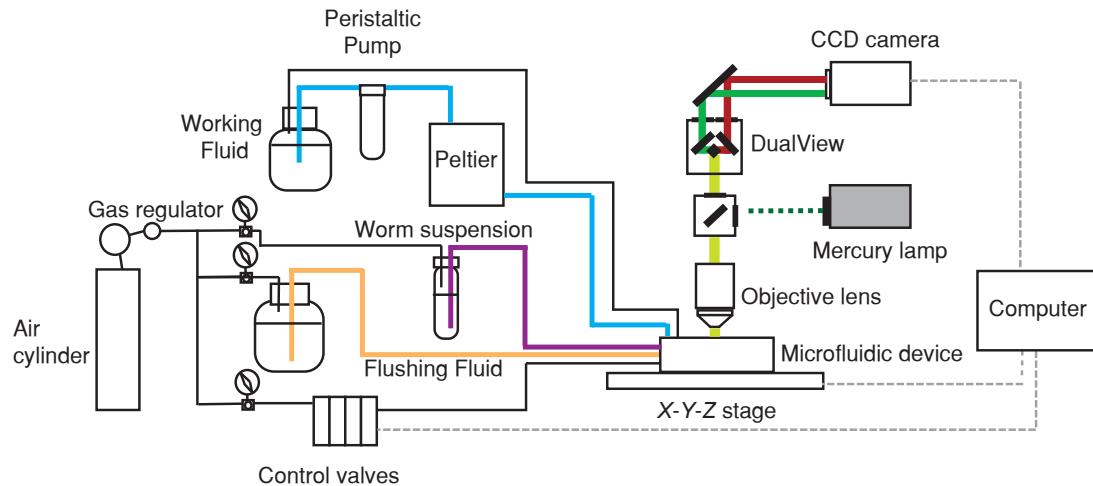 Peristaltic
Pump
CCD camera
Working
Fluid
Peltier
DualView
Gas regulator
Worm suspension
Mercury lamp
Objective lens
Computer
Air
cylinder
Flushing Fluid
Microfluidic device
X-Y-Z stage
Control valves